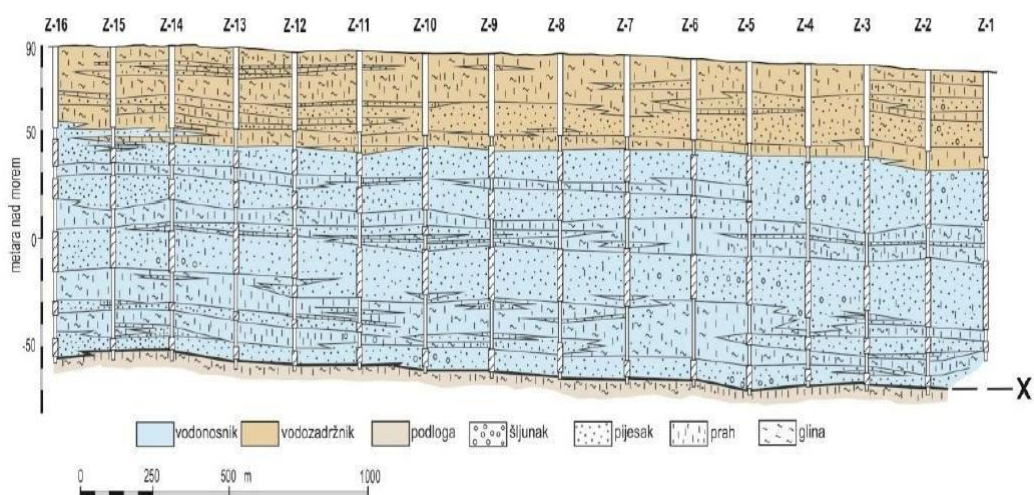 Z-16 Z-15 Z-14 Z-13 Z-12 Z-11 Z-10 Z-9 Z-8 Z-7 Z-6 Z-5 Z-4 Z-3 Z-2 Z-1
90
50
0
-50
metara nad morem
X
vodonosnik vodozadržnik podloga šljunak pijesak prah glina
0 250 500 m 1000